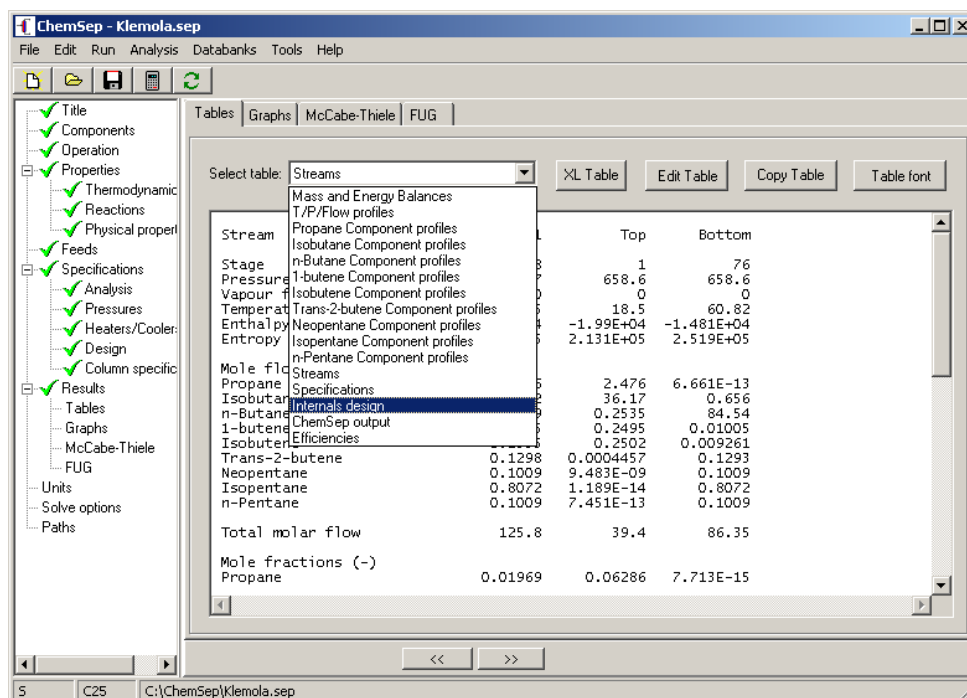 ChemSep - Klemola.sep
File Edit Run Analysis Databanks Tools Help
Title
Components
Operation
Properties
Thermodynamic
Reactions
Physical propert
Feeds
Specifications
Analysis
Pressures
Heaters/Coolers
Design
Column specific
Results
Tables
Graphs
McCabe-Thiele
FUG
Units
Solve options
Paths
Tables Graphs McCabe-Thiele FUG
Select table: Streams XL Table Edit Table Copy Table Table font
Mass and Energy Balances
T/P/Flow profiles
Propane Component profiles
Isobutane Component profiles
n-Butane Component profiles
1-butene Component profiles
Isobutene Component profiles
Trans-2-butene Component profiles
Neopentane Component profiles
Isopentane Component profiles
n-Pentane Component profiles
Streams
Specifications
Internals design
ChemSep output
Efficiencies
Stream Top Bottom
Stage 1 76
Pressure 658.6 658.6
Vapour 0 0
Temperat 18.5 60.82
Enthalpy -1.99E+04 -1.481E+04
Entropy 2.131E+05 2.519E+05
Mole flo
Propane 2.476 6.661E-13
Isobutan 36.17 0.656
n-Butane 0.2535 84.54
1-butene 0.2495 0.01005
Isobutene 0.2502 0.009261
Trans-2-butene 0.1298 0.0004457 0.1293
Neopentane 0.1009 9.483E-09 0.1009
Isopentane 0.8072 1.189E-14 0.8072
n-Pentane 0.1009 7.451E-13 0.1009
Total molar flow 125.8 39.4 86.35
Mole fractions (-)
Propane 0.01969 0.06286 7.713E-15
<< >>
S C25 C:\ChemSep\Klemola.sep